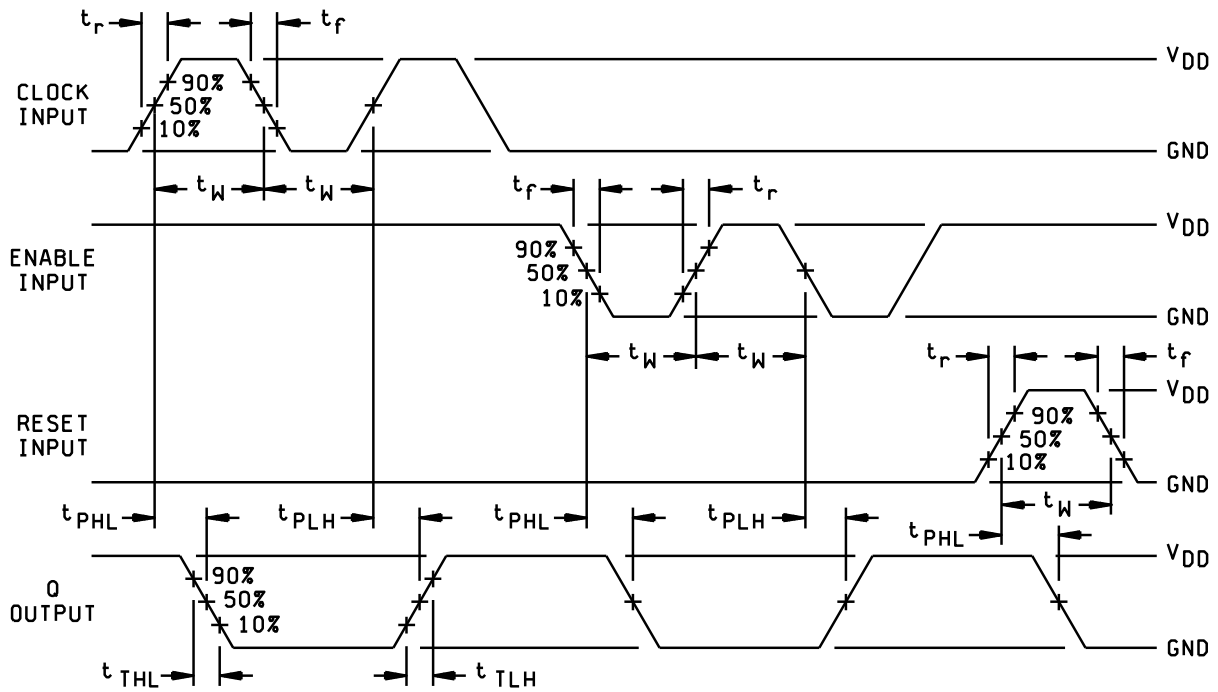 tr tf
VDD
CLOCK
INPUT
90%
50%
10%
GND
tW tW
tf tr
VDD
ENABLE
INPUT
90%
50%
10%
GND
tW tW
tr tf
VDD
RESET
INPUT
90%
50%
10%
GND
tW
tPHL tPLH tPHL tPLH tPHL
VDD
Q
OUTPUT
90%
50%
10%
GND
tTHL tTLH